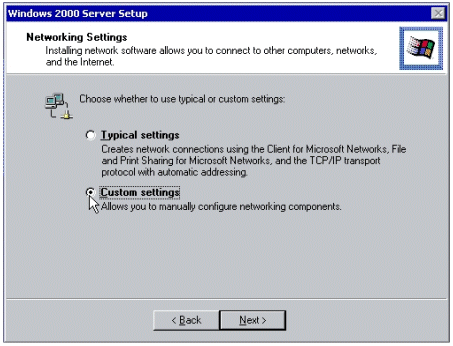 Windows 2000 Server Setup
Networking Settings
Installing network software allows you to connect to other computers, networks,
and the Internet.
Choose whether to use typical or custom settings:
Typical settings
Creates network connections using the Client for Microsoft Networks, File
and Print Sharing for Microsoft Networks, and the TCP/IP transport
protocol with automatic addressing.
Custom settings
Allows you to manually configure networking components.
< Back
Next >